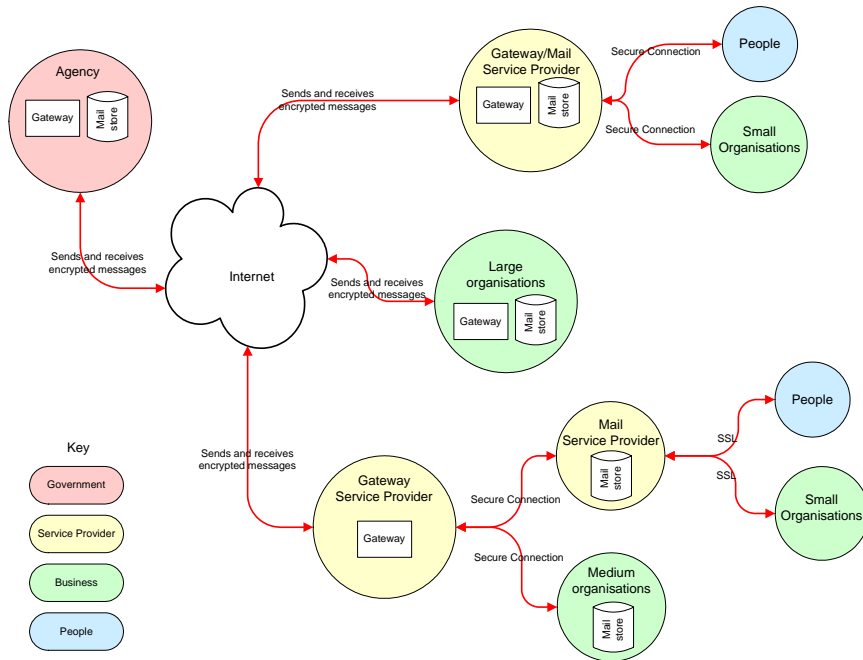 Agency
Gateway
Mail
store
Sends and receives
encrypted messages
Gateway/Mail
Service Provider
Gateway
Mail
store
Secure Connection
People
Secure Connection
Small
Organisations
Sends and receives
encrypted messages
Internet
Sends and receives
encrypted messages
Large
organisations
Gateway
Mail
store
Sends and receives
encrypted messages
Gateway
Service Provider
Gateway
Secure Connection
Mail
Service Provider
Mail
store
SSL
People
SSL
Small
Organisations
Secure Connection
Medium
organisations
Mail
store
Key
Government
Service Provider
Business
People